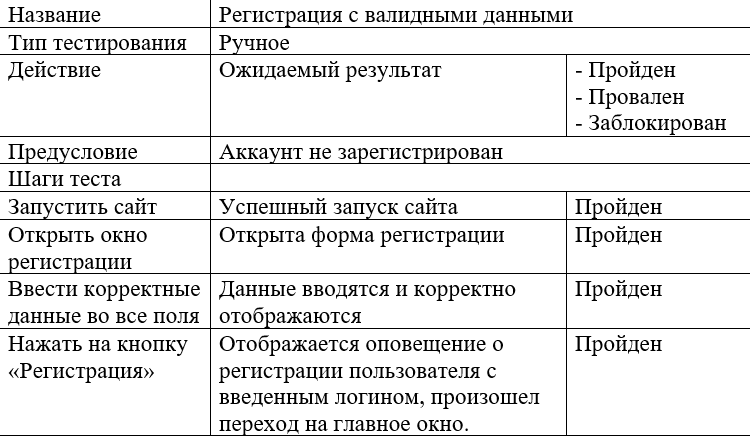 Название Регистрация с валидными данными
Тип тестирования Ручное
Действие Ожидаемый результат - Пройден
- Провален
- Заблокирован
Предусловие Аккаунт не зарегистрирован
Шаги теста
Запустить сайт Успешный запуск сайта Пройден
Открыть окно Открыта форма регистрации Пройден
регистрации
Ввести корректные Данные вводятся и корректно Пройден
данные во все поля отображаются
Нажать на кнопку Отображается оповещение о Пройден
«Регистрация» регистрации пользователя с
введенным логином, произошел
переход на главное окно.